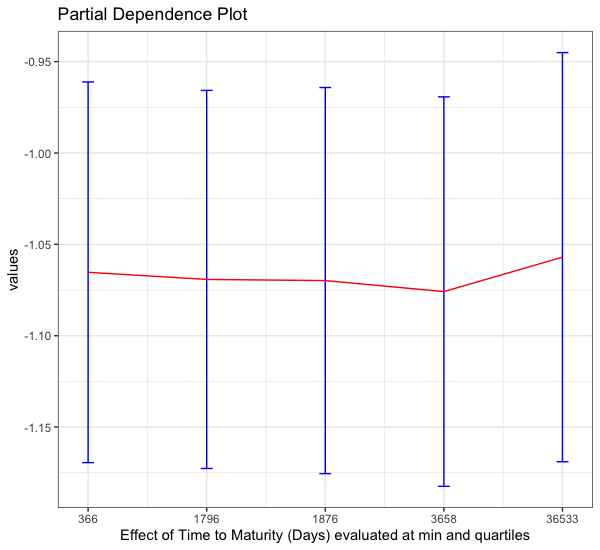 Partial Dependence Plot
values
-0.95
-1.00
-1.05
-1.10
-1.15
366 1796 1876 3658 36533
Effect of Time to Maturity (Days) evaluated at min and quartiles